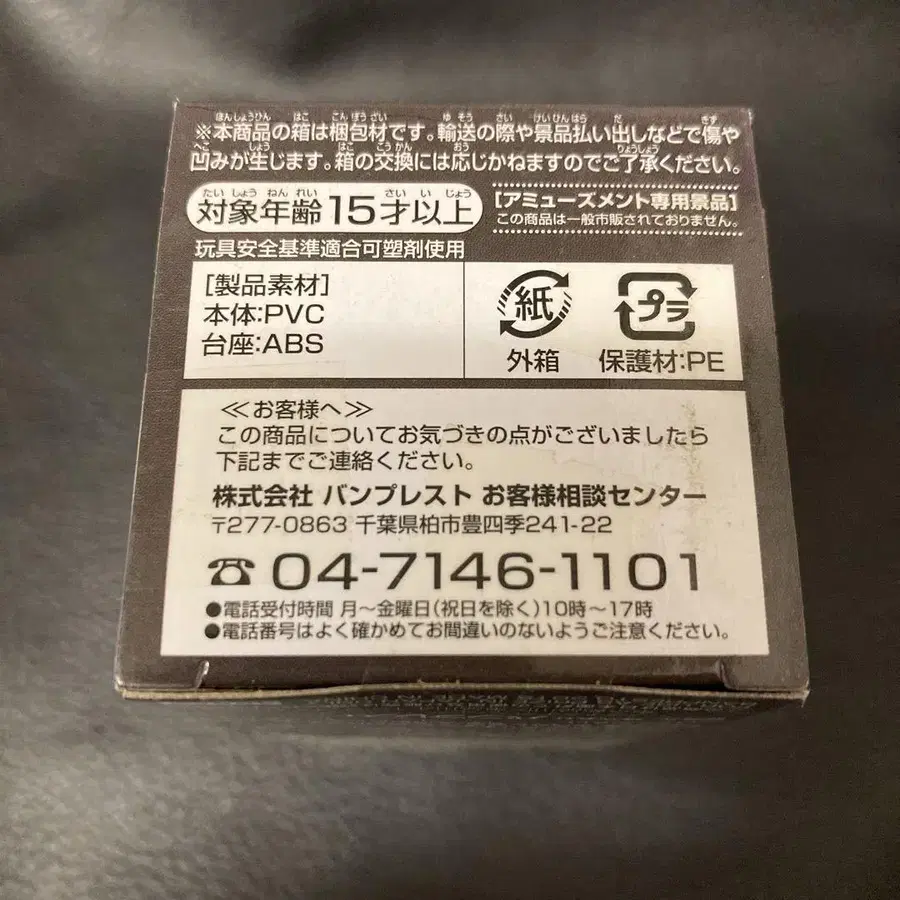 ※本商品の箱は梱包材です。輸送の際や景品払い出しなどで傷や
凹みが生じます。箱の交換には応じかねますのでご了承ください。
対象年齢15才以上
[アミューズメント専用景品]
この商品は一般市販されておりません。
玩具安全基準適合可塑剤使用
[製品素材]
本体:PVC
台座:ABS
紙
外箱
プラ
保護材:PE
≪お客様へ≫
この商品についてお気づきの点がございましたら
下記までご連絡ください。
株式会社 バンプレスト お客様相談センター
〒277-0863 千葉県柏市豊四季241-22
☎ 04-7146-1101
●電話受付時間 月～金曜日(祝日を除く)10時～17時
●電話番号はよく確かめてお間違いのないようご注意ください。